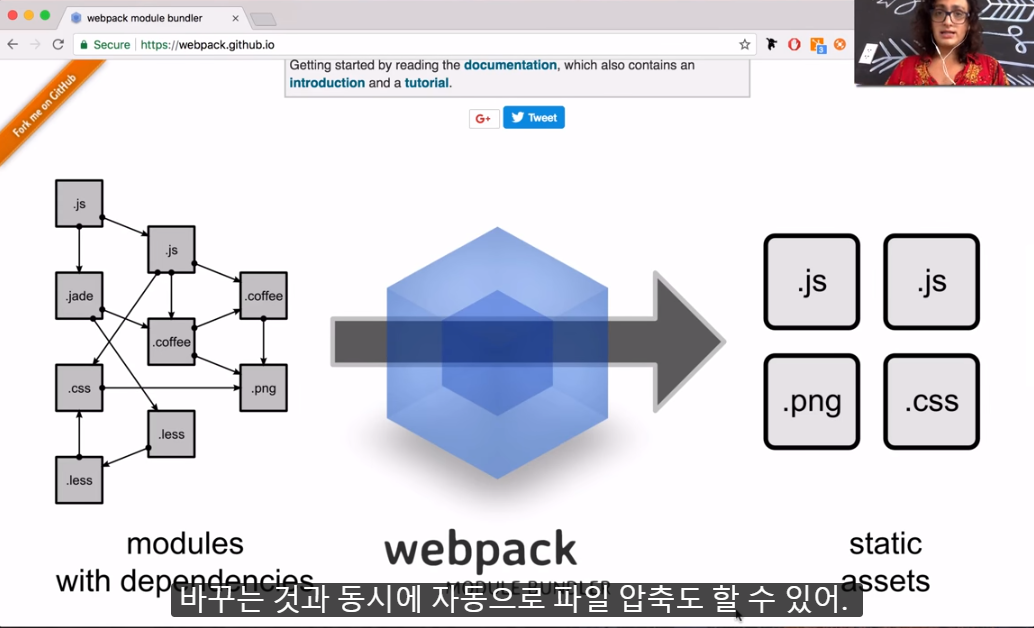 webpack module bundler
Secure
https://webpack.github.io
Getting started by reading the documentation, which also contains an
introduction and a tutorial.
Fork me on GitHub
G+
Tweet
.js
.js
.jade
.coffee
.coffee
.css
.png
.less
.less
.js
.js
.png
.css
modules
with dependencies
webpack
MODULE BUNDLER
static
assets
바꾸는 것과 동시에 자동으로 파일 압축도 할 수 있어.